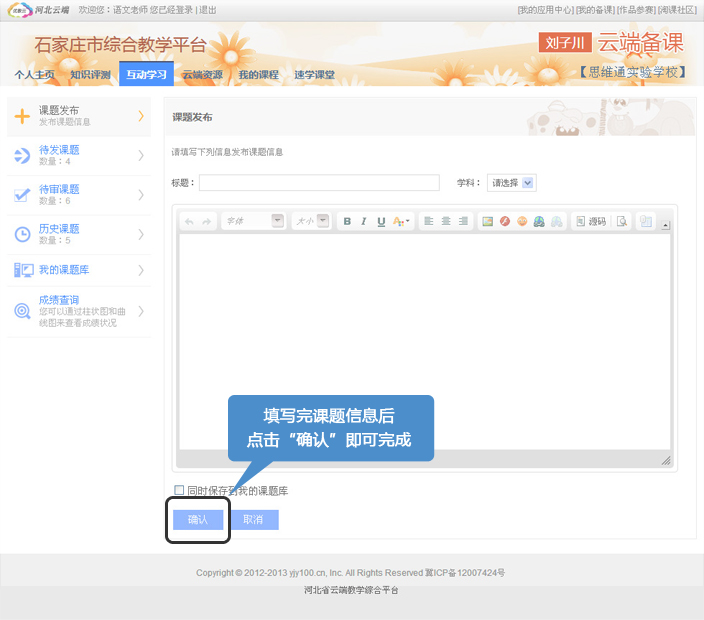 优教云 河北云端 欢迎您：语文老师 您已经登录 | 退出 [我的应用中心] [我的备课] [作品参赛] [湘课社区]
石家庄市综合教学平台
刘子川 云端备课
【思维通实验学校】
个人主页 知识评测 互动学习 云端资源 我的课程 速学课堂
课题发布
发布课题信息
待发课题
数量：4
待审课题
数量：6
历史课题
数量：5
我的课题库
成绩查询
您可以通过柱状图和曲
线图来查看成绩状况
课题发布
请填写下列信息发布课题信息
标题： 学科： 请选择
字体 大小 B I U A 源码
填写完课题信息后
点击“确认”即可完成
同时保存到我的课题库
确认 取消
Copyright © 2012-2013 yjy100.cn, Inc. All Rights Reserved 冀ICP备12007424号
河北省云端教学综合平台